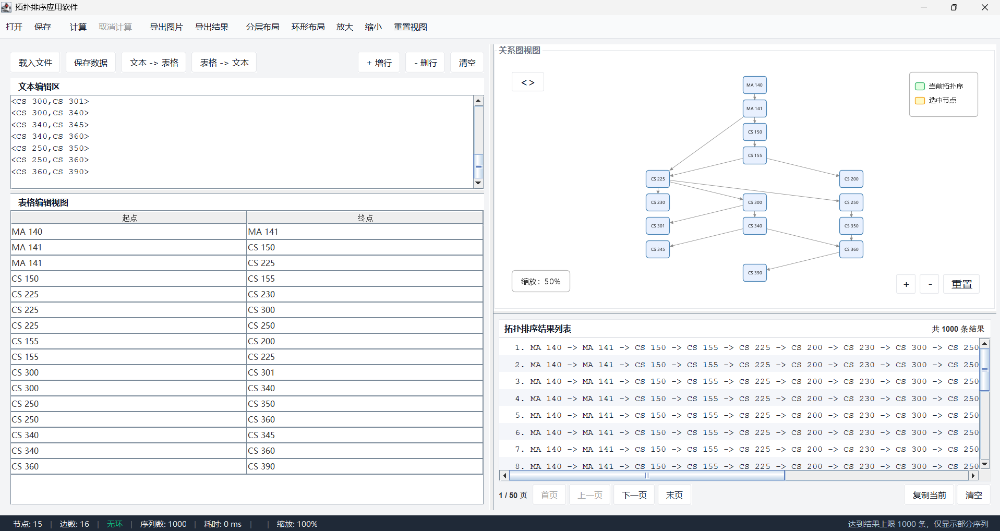 拓扑排序应用软件
打开 保存 计算 取消计算 导出图片 导出结果 分层布局 环形布局 放大 缩小 重置视图
载入文件 保存数据 文本 -> 表格 表格 -> 文本 + 增行 - 删行 清空
文本编辑区
<CS 300,CS 301>
<CS 300,CS 340>
<CS 340,CS 345>
<CS 340,CS 360>
<CS 250,CS 350>
<CS 250,CS 360>
<CS 360,CS 390>
表格编辑视图
起点 终点
MA 140 MA 141
MA 141 CS 150
MA 141 CS 225
CS 150 CS 155
CS 225 CS 230
CS 225 CS 300
CS 225 CS 250
CS 155 CS 200
CS 155 CS 225
CS 300 CS 301
CS 300 CS 340
CS 250 CS 350
CS 250 CS 360
CS 340 CS 345
CS 340 CS 360
CS 360 CS 390
关系图视图
<>
当前拓扑序
选中节点
MA 140
MA 141
CS 150
CS 155
CS 225 CS 200
CS 230 CS 300 CS 250
CS 301 CS 340 CS 350
CS 345 CS 360
CS 390
缩放: 50%
+ - 重置
拓扑排序结果列表 共 1000 条结果
1. MA 140 -> MA 141 -> CS 150 -> CS 155 -> CS 225 -> CS 200 -> CS 230 -> CS 300 -> CS 250
2. MA 140 -> MA 141 -> CS 150 -> CS 155 -> CS 225 -> CS 200 -> CS 230 -> CS 300 -> CS 250
3. MA 140 -> MA 141 -> CS 150 -> CS 155 -> CS 225 -> CS 200 -> CS 230 -> CS 300 -> CS 250
4. MA 140 -> MA 141 -> CS 150 -> CS 155 -> CS 225 -> CS 200 -> CS 230 -> CS 300 -> CS 250
5. MA 140 -> MA 141 -> CS 150 -> CS 155 -> CS 225 -> CS 200 -> CS 230 -> CS 300 -> CS 250
6. MA 140 -> MA 141 -> CS 150 -> CS 155 -> CS 225 -> CS 200 -> CS 230 -> CS 300 -> CS 250
7. MA 140 -> MA 141 -> CS 150 -> CS 155 -> CS 225 -> CS 200 -> CS 230 -> CS 300 -> CS 250
8. MA 140 -> MA 141 -> CS 150 -> CS 155 -> CS 225 -> CS 200 -> CS 230 -> CS 300 -> CS 250
1 / 50 页 首页 上一页 下一页 末页 复制当前 清空
节点: 15 | 边数: 16 | 无环 | 序列数: 1000 | 耗时: 0 ms | | 缩放: 100% 达到结果上限 1000 条，仅显示部分序列